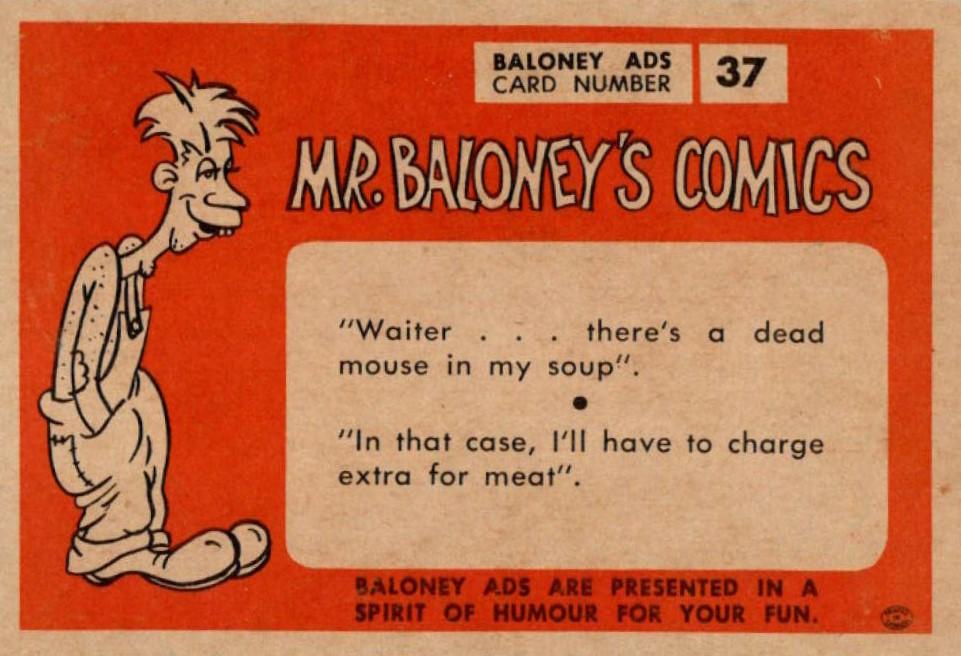 BALONEY ADS
CARD NUMBER
37
MR. BALONEY'S COMICS
"Waiter . . . there's a dead
mouse in my soup".
"In that case, I'll have to charge
extra for meat".
BALONEY ADS ARE PRESENTED IN A
SPIRIT OF HUMOUR FOR YOUR FUN.